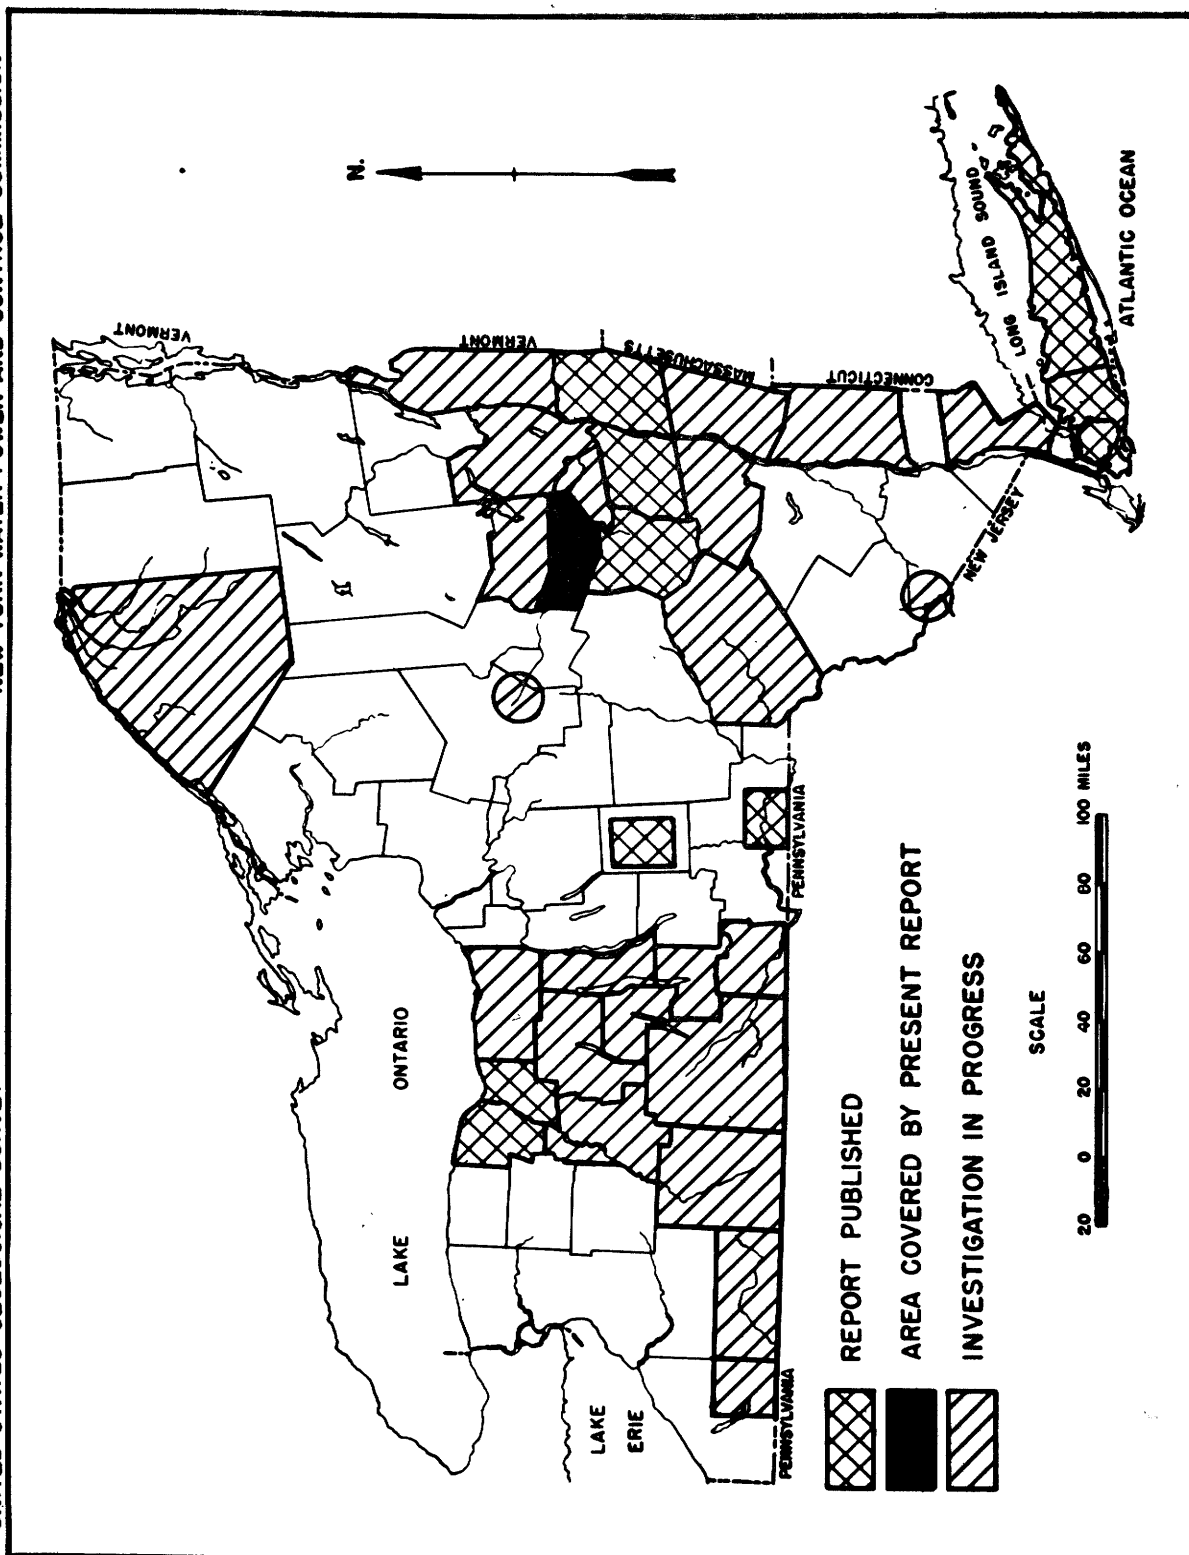 N.
VERMONT
VERMONT
MASSACHUSETTS
CONNECTICUT
LONG ISLAND SOUND
ATLANTIC OCEAN
NEW JERSEY
LAKE ONTARIO
LAKE
ERIE
PENNSYLVANIA
PENNSYLVANIA
REPORT PUBLISHED
AREA COVERED BY PRESENT REPORT
INVESTIGATION IN PROGRESS
SCALE
20 0 20 40 60 80 100 MILES